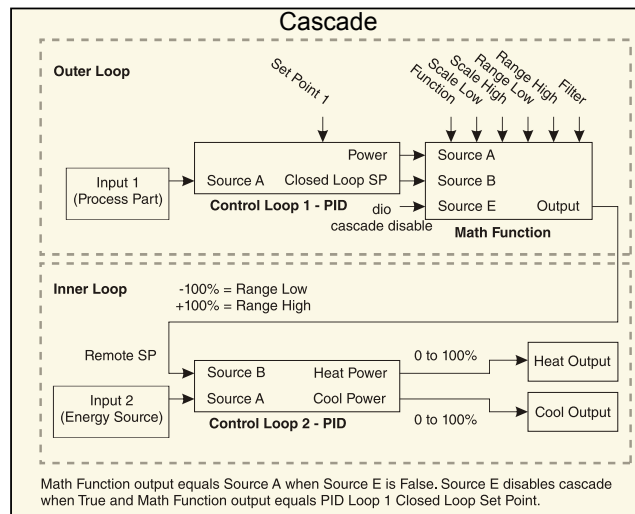 Cascade
Outer Loop
Set Point 1
Function
Scale Low
Scale High
Range Low
Range High
Filter
Input 1
(Process Part)
Source A
Power
Closed Loop SP
Control Loop 1 - PID
dio
cascade disable
Source A
Source B
Source E
Output
Math Function
Inner Loop
-100% = Range Low
+100% = Range High
Remote SP
Input 2
(Energy Source)
Source B
Source A
Heat Power
Cool Power
Control Loop 2 - PID
0 to 100%
0 to 100%
Heat Output
Cool Output
Math Function output equals Source A when Source E is False. Source E disables cascade
when True and Math Function output equals PID Loop 1 Closed Loop Set Point.